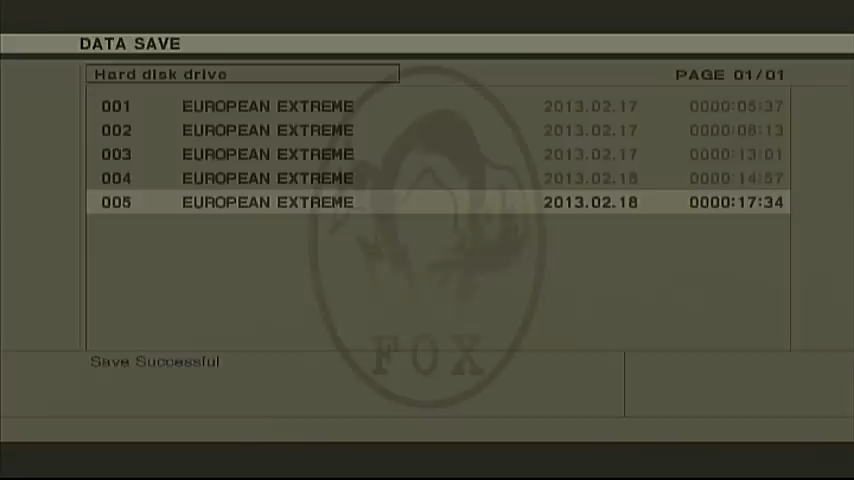 DATA SAVE
Hard disk drive PAGE 01/01
001 EUROPEAN EXTREME 2013.02.17 0000:05:37
002 EUROPEAN EXTREME 2013.02.17 0000:08:13
003 EUROPEAN EXTREME 2013.02.17 0000:13:01
004 EUROPEAN EXTREME 2013.02.18 0000:14:57
005 EUROPEAN EXTREME 2013.02.18 0000:17:34
FOX
Save Successful